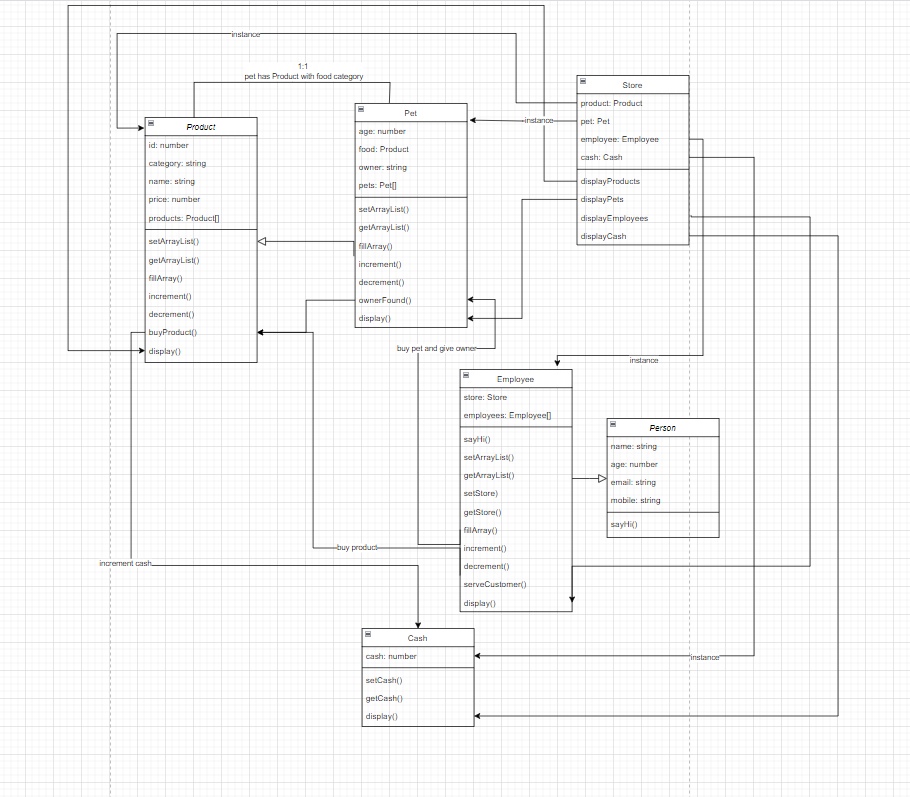 instance
1:1
pet has Product with food category
Store
product: Product
pet: Pet
employee: Employee
cash: Cash
displayProducts
displayPets
displayEmployees
displayCash
instance
Pet
age: number
food: Product
owner: string
pets: Pet[]
setArrayList()
getArrayList()
fillArray()
increment()
decrement()
ownerFound()
display()
Product
id: number
category: string
name: string
price: number
products: Product[]
setArrayList()
getArrayList()
fillArray()
increment()
decrement()
buyProduct()
display()
buy pet and give owner
instance
Employee
store: Store
employees: Employee[]
sayHi()
setArrayList()
getArrayList()
setStore)
getStore()
fillArray()
increment()
decrement()
serveCustomer()
display()
Person
name: string
age: number
email: string
mobile: string
sayHi()
buy product
increment cash
Cash
cash: number
setCash()
getCash()
display()
instance